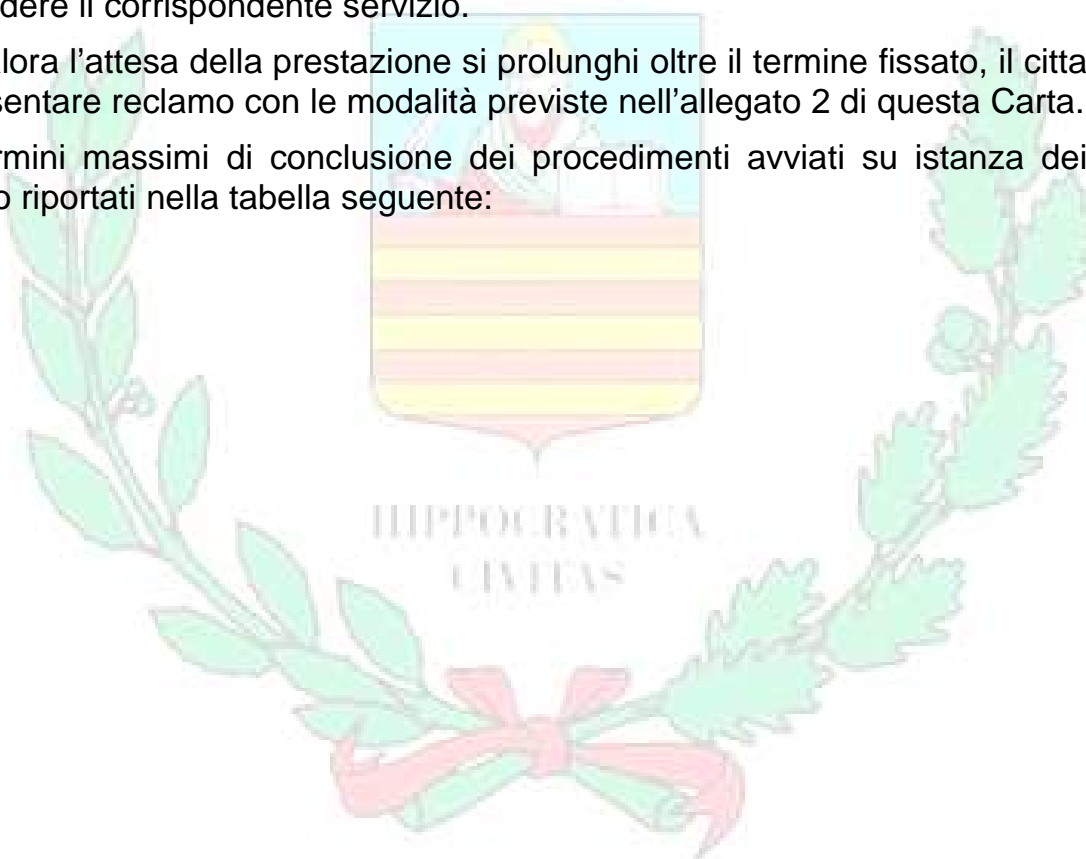 dere il corrispondente servizio.
lora l’attesa della prestazione si prolunghi oltre il termine fissato, il citta
sentare reclamo con le modalità previste nell’allegato 2 di questa Carta.
rmini massimi di conclusione dei procedimenti avviati su istanza dei
o riportati nella tabella seguente:
HIPPOCRATICA
CIVITAS